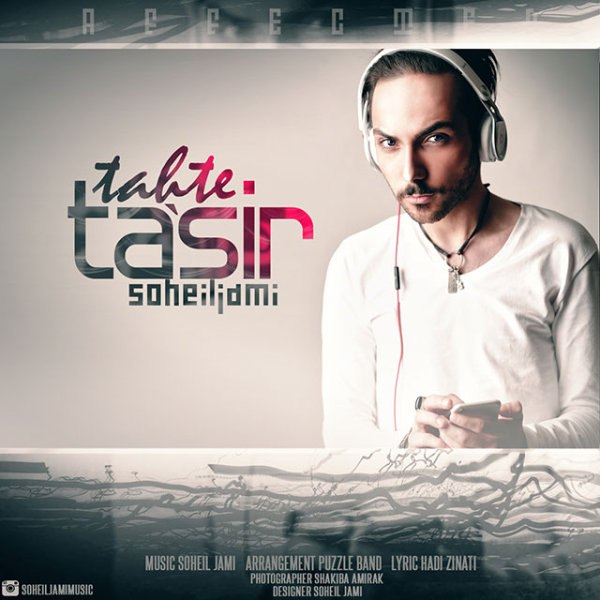 AFFECTED
tahte
ta'sir
soheiljami
MUSIC SOHEIL JAMI ARRANGEMENT PUZZLE BAND LYRIC HADI ZINATI
PHOTOGRAPHER SHAKIBA AMIRAK
DESIGNER SOHEIL JAMI
SOHEILJAMIMUSIC